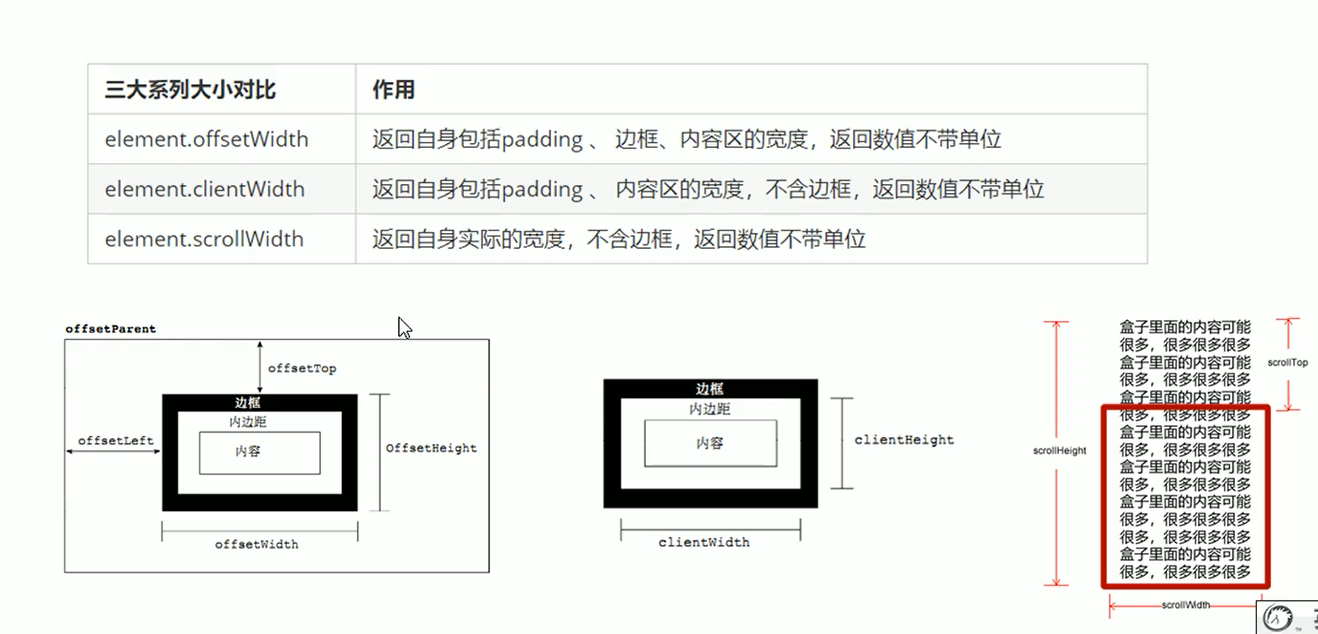 三大系列大小对比 作用
element.offsetWidth 返回自身包括padding 、 边框、内容区的宽度，返回数值不带单位
element.clientWidth 返回自身包括padding 、 内容区的宽度，不含边框，返回数值不带单位
element.scrollWidth 返回自身实际的宽度，不含边框，返回数值不带单位
offsetParent
offsetTop
边框
内边距
内容
offsetLeft
OffsetHeight
offsetWidth
边框
内边距
内容
clientHeight
clientWidth
盒子里面的内容可能
很多，很多很多很多
盒子里面的内容可能
很多，很多很多很多
盒子里面的内容可能
很多，很多很多很多
盒子里面的内容可能
很多，很多很多很多
盒子里面的内容可能
很多，很多很多很多
盒子里面的内容可能
很多，很多很多很多
很多，很多很多很多
盒子里面的内容可能
很多，很多很多很多
scrollTop
scrollHeight
scrollWidth